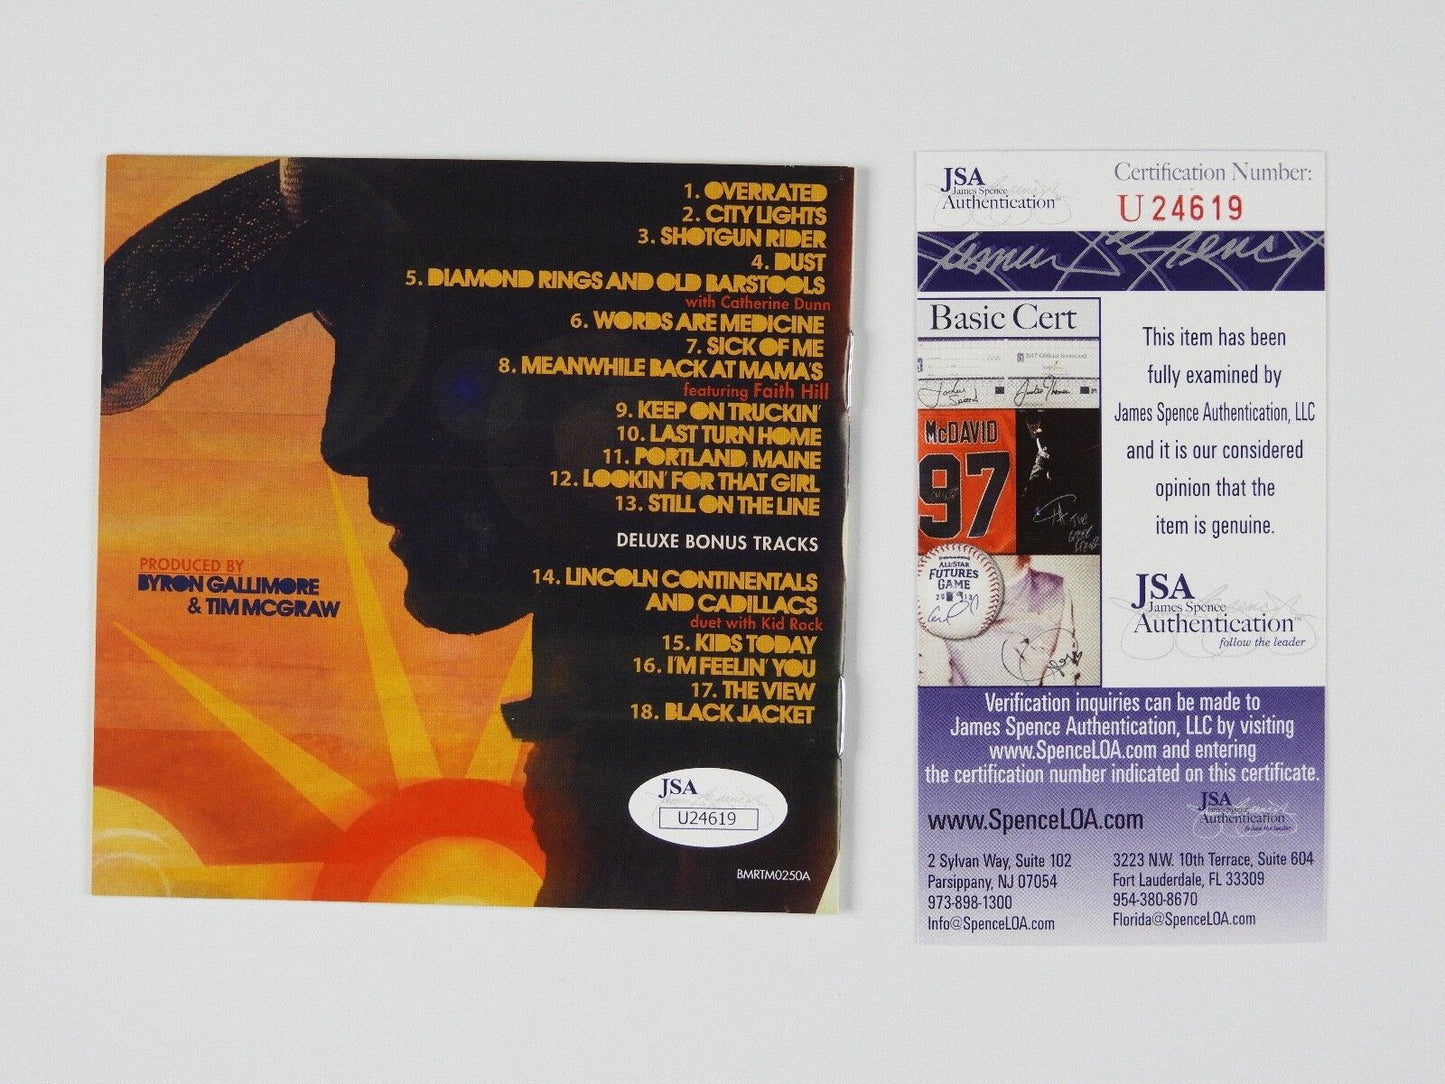 1. OVERRATED
2. CITY LIGHTS
3. SHOTGUN RIDER
4. DUST
5. DIAMOND RINGS AND OLD BARSTOOLS
with Catherine Dunn
6. WORDS ARE MEDICINE
7. SICK OF ME
8. MEANWHILE BACK AT MAMA'S
featuring Faith Hill
9. KEEP ON TRUCKIN'
10. LAST TURN HOME
11. PORTLAND, MAINE
12. LOOKIN' FOR THAT GIRL
13. STILL ON THE LINE
DELUXE BONUS TRACKS
14. LINCOLN CONTINENTALS
AND CADILLACS
duet with Kid Rock
15. KIDS TODAY
16. I'M FEELIN' YOU
17. THE VIEW
18. BLACK JACKET
PRODUCED BY
BYRON GALLIMORE
& TIM MCGRAW
JSA
U24619
BMRTM0250A
JSA
James Spence
Authentication
Certification Number:
U24619
James Spence
Basic Cert
McDAVID
97
ALL-STAR
FUTURES
GAME
This item has been
fully examined by
James Spence Authentication, LLC
and it is our considered
opinion that the
item is genuine.
JSA
James Spence
Authentication™
follow the leader
Verification inquiries can be made to
James Spence Authentication, LLC by visiting
www.SpenceLOA.com and entering
the certification number indicated on this certificate.
www.SpenceLOA.com
JSA
James Spence
Authentication
follow the leader
2 Sylvan Way, Suite 102
Parsippany, NJ 07054
973-898-1300
Info@SpenceLOA.com
3223 N.W. 10th Terrace, Suite 604
Fort Lauderdale, FL 33309
954-380-8670
Florida@SpenceLOA.com